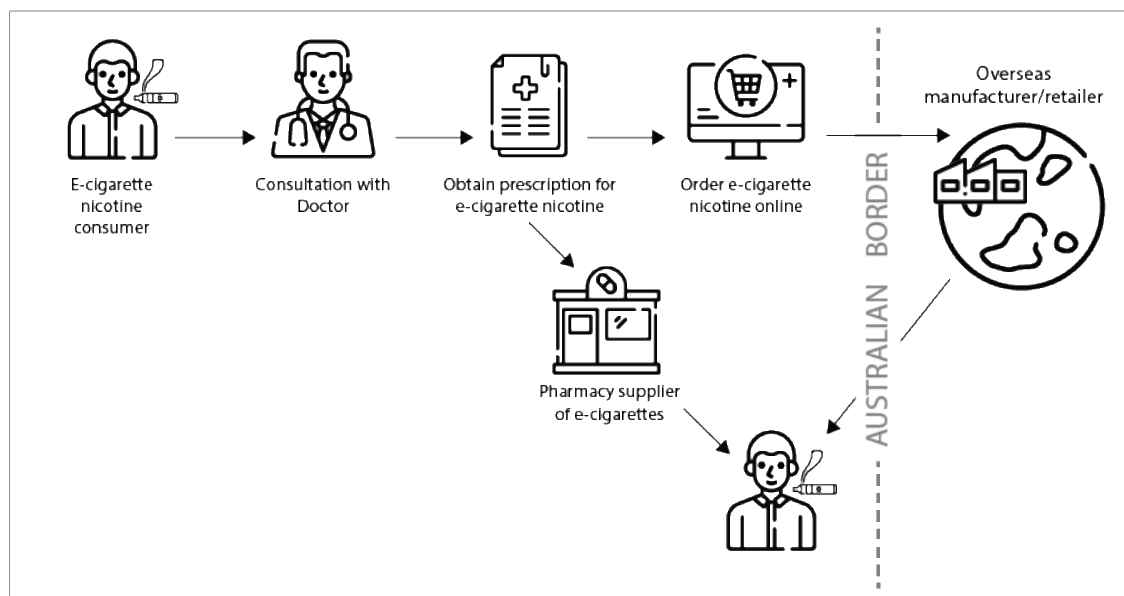 Overseas
manufacturer/retailer
E-cigarette
nicotine
consumer
Consultation with
Doctor
Obtain prescription for
e-cigarette nicotine
Order e-cigarette
nicotine online
Pharmacy supplier
of e-cigarettes
AUSTRALIAN BORDER